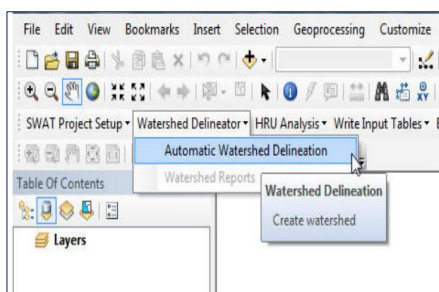 File Edit View Bookmarks Insert Selection Geoprocessing Customize
SWAT Project Setup Watershed Delineator HRU Analysis Write Input Tables
Automatic Watershed Delineation
Watershed Reports
Table Of Contents
Watershed Delineation
Create watershed
Layers